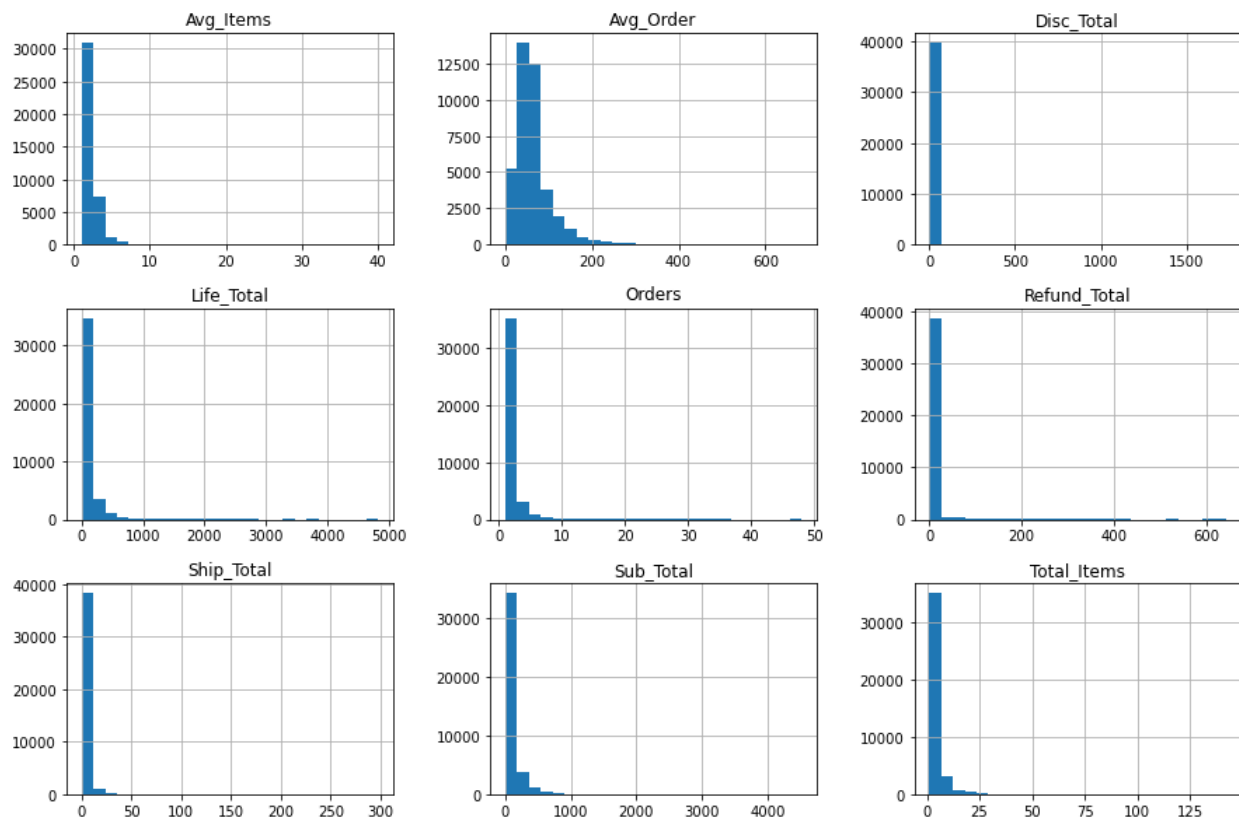 Avg_Items
30000
25000
20000
15000
10000
5000
0
0 10 20 30 40
Avg_Order
12500
10000
7500
5000
2500
0
0 200 400 600
Disc_Total
40000
30000
20000
10000
0
0 500 1000 1500
Life_Total
30000
20000
10000
0
0 1000 2000 3000 4000 5000
Orders
30000
20000
10000
0
0 10 20 30 40 50
Refund_Total
40000
30000
20000
10000
0
0 200 400 600
Ship_Total
40000
30000
20000
10000
0
0 50 100 150 200 250 300
Sub_Total
30000
20000
10000
0
0 1000 2000 3000 4000
Total_Items
30000
20000
10000
0
0 25 50 75 100 125